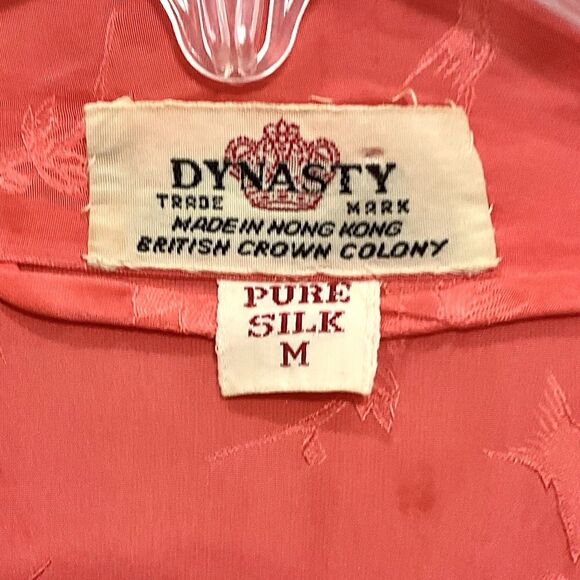 DYNASTY
TRADE MARK
MADE IN HONG KONG
BRITISH CROWN COLONY
PURE
SILK
M